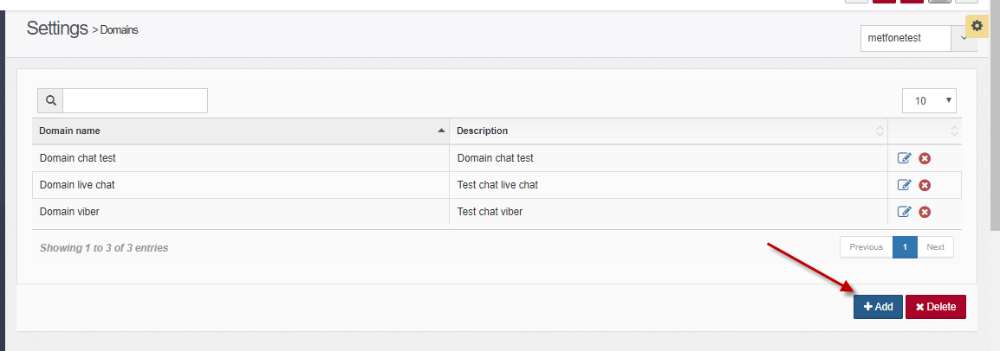 Settings > Domains
metfonetest
10
Domain name Description
Domain chat test Domain chat test
Domain live chat Test chat live chat
Domain viber Test chat viber
Showing 1 to 3 of 3 entries
Previous 1 Next
Add Delete